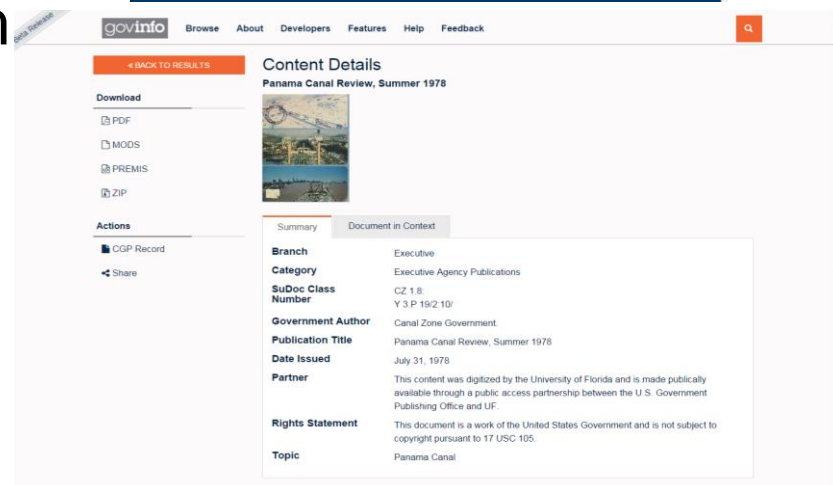 n
Beta Release
govinfo Browse About Developers Features Help Feedback
« BACK TO RESULTS
Download
PDF
MODS
PREMIS
ZIP
Actions
CGP Record
Share
Content Details
Panama Canal Review, Summer 1978
Summary Document in Context
Branch Executive
Category Executive Agency Publications
SuDoc Class CZ 1.8:
Number Y 3.P 19/2:10/
Government Author Canal Zone Government.
Publication Title Panama Canal Review, Summer 1978
Date Issued July 31, 1978
Partner This content was digitized by the University of Florida and is made publically
available through a public access partnership between the U.S. Government
Publishing Office and UF.
Rights Statement This document is a work of the United States Government and is not subject to
copyright pursuant to 17 USC 105.
Topic Panama Canal